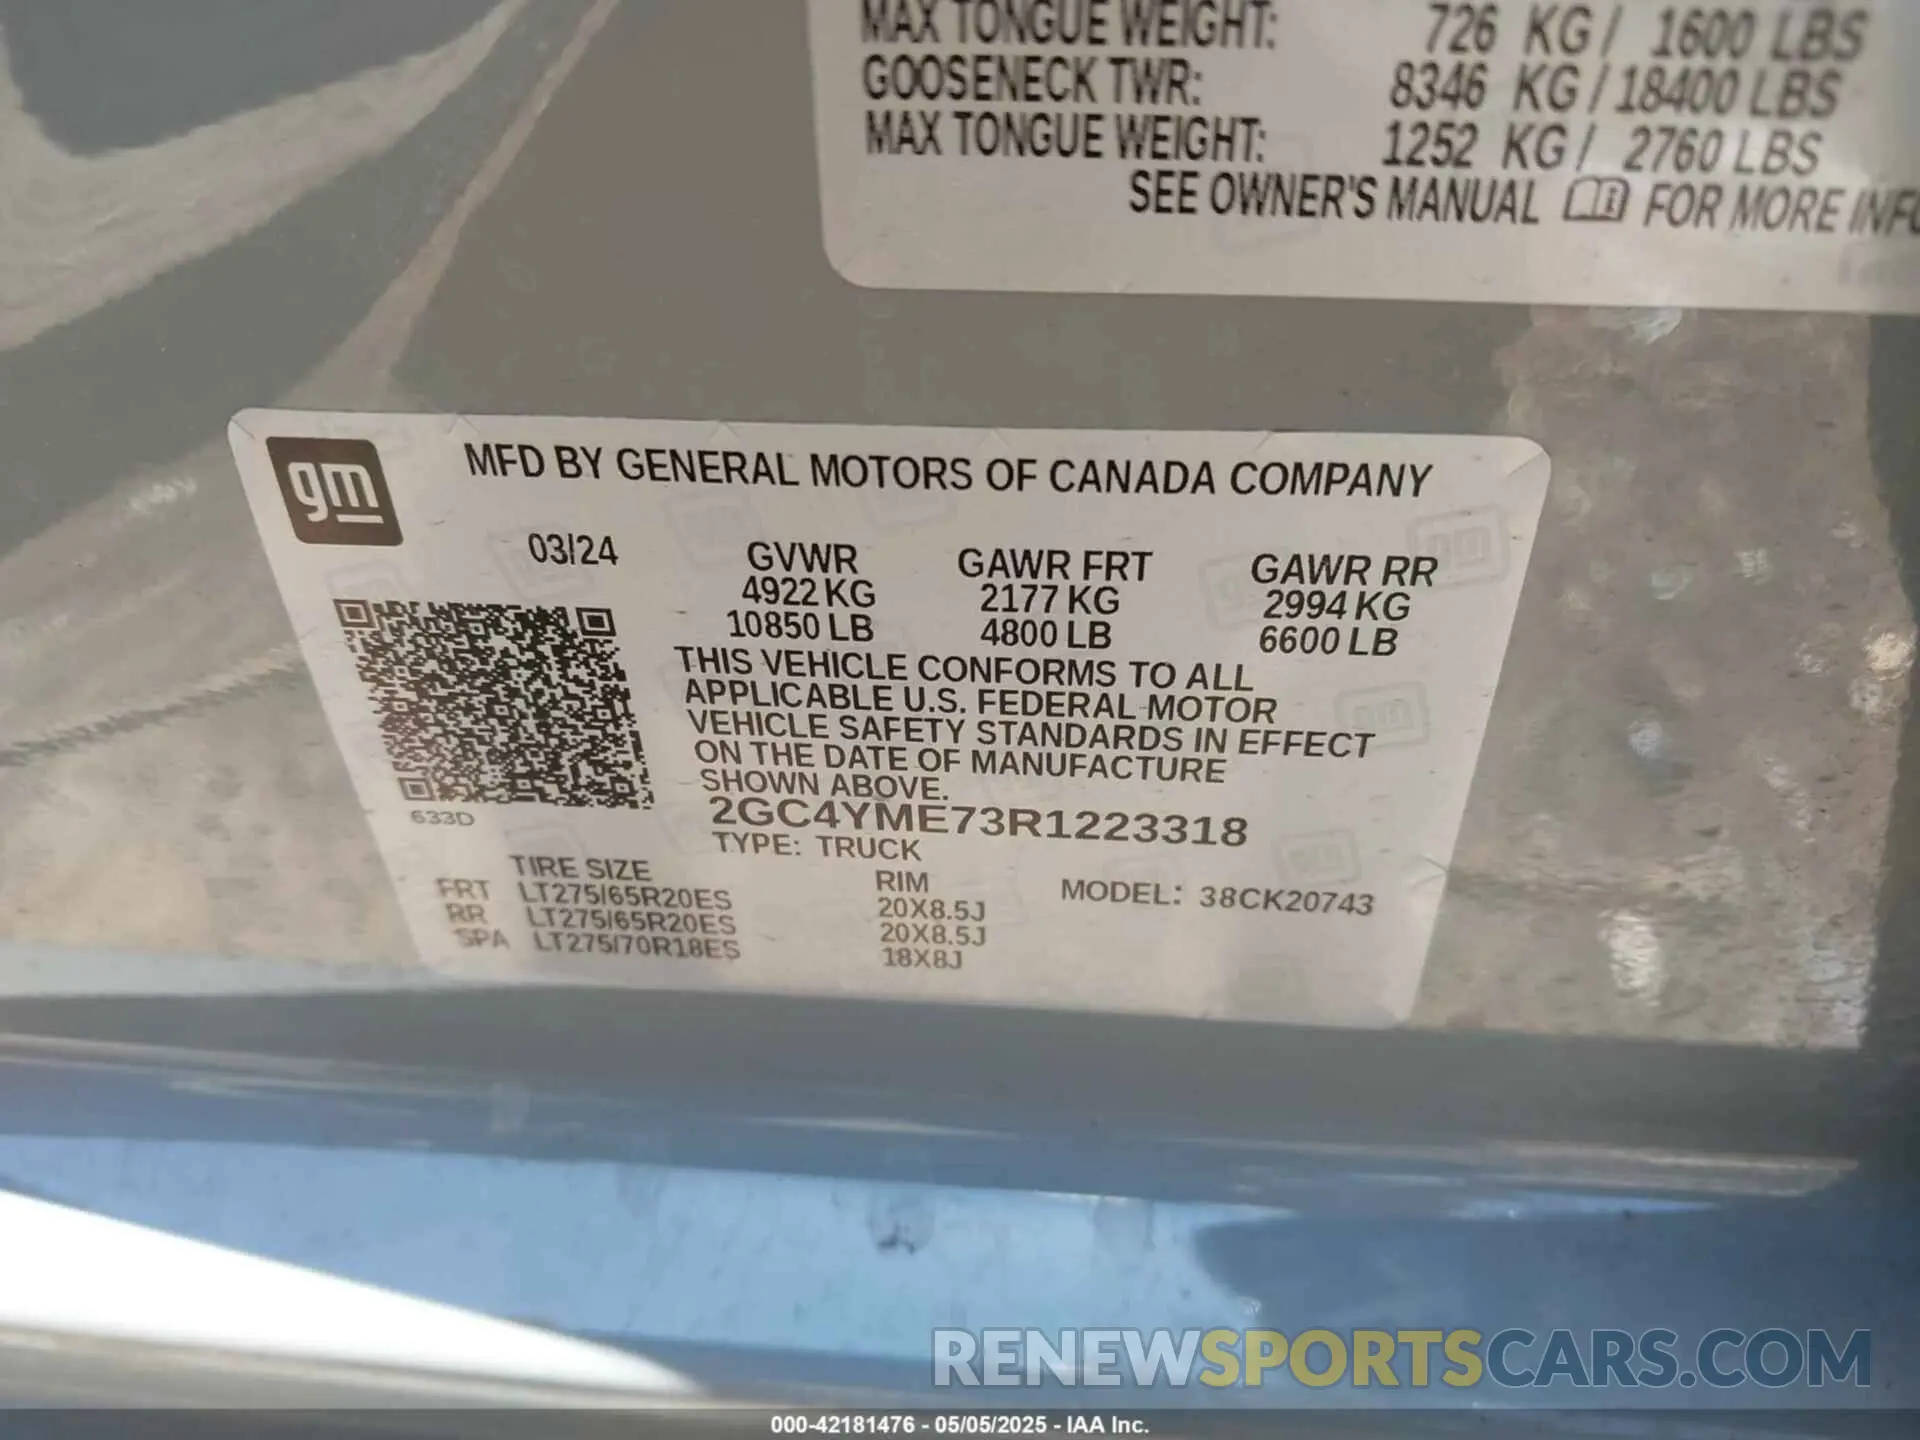 MAX TONGUE WEIGHT: 726 KG/ 1600 LBS
GOOSENECK TWR: 8346 KG/18400 LBS
MAX TONGUE WEIGHT: 1252 KG/ 2760 LBS
SEE OWNER'S MANUAL FOR MORE INFO
gm
MFD BY GENERAL MOTORS OF CANADA COMPANY
03/24 GVWR GAWR FRT GAWR RR
4922 KG 2177 KG 2994 KG
10850 LB 4800 LB 6600 LB
THIS VEHICLE CONFORMS TO ALL
APPLICABLE U.S. FEDERAL MOTOR
VEHICLE SAFETY STANDARDS IN EFFECT
ON THE DATE OF MANUFACTURE
SHOWN ABOVE.
633D
2GC4YME73R1223318
TYPE: TRUCK
TIRE SIZE RIM MODEL: 38CK20743
FRT LT275/65R20ES 20X8.5J
RR LT275/65R20ES 20X8.5J
SPA LT275/70R18ES 18X8J
RENEWSPORTSCARS.COM
000-42181476 - 05/05/2025 - IAA Inc.